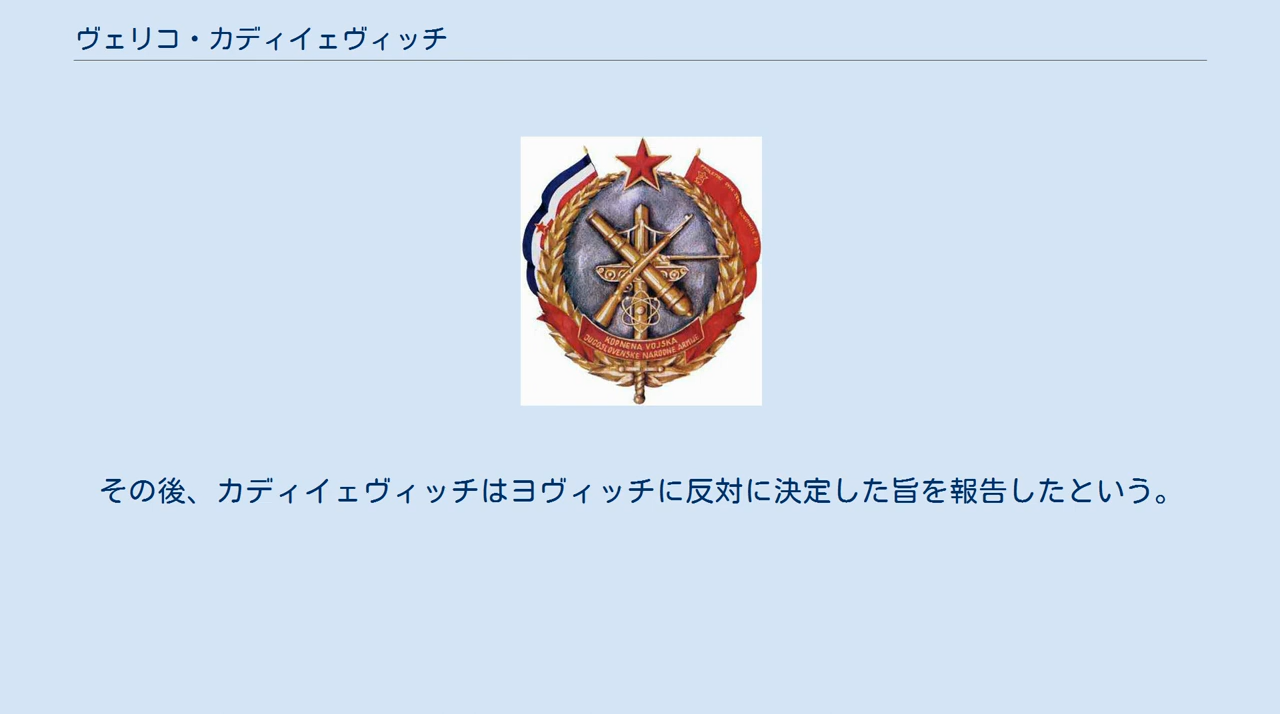 ヴェリコ・カディイェヴィッチ
KOPNENA VOJSKA
JUGOSLOVENSKE NARODNE ARMIJE
その後、カディイェヴィッチはヨヴィッチに反対に決定した旨を報告したという。